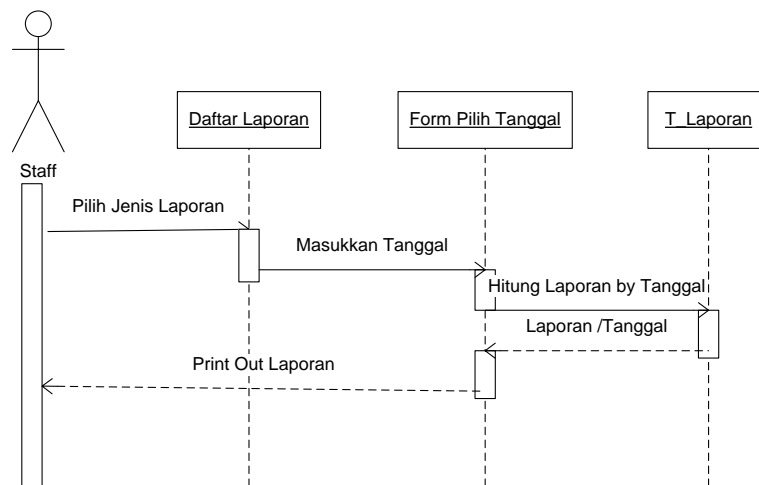 Daftar Laporan
Form Pilih Tanggal
T_Laporan
Staff
Pilih Jenis Laporan
Masukkan Tanggal
Hitung Laporan by Tanggal
Laporan /Tanggal
Print Out Laporan